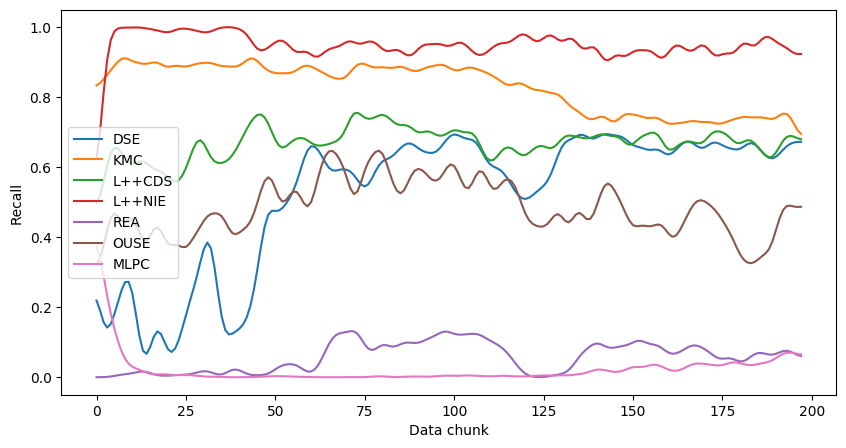 1.0
0.8
0.6
0.4
0.2
0.0
Recall
DSE
KMC
L++CDS
L++NIE
REA
OUSE
MLPC
0 25 50 75 100 125 150 175 200
Data chunk